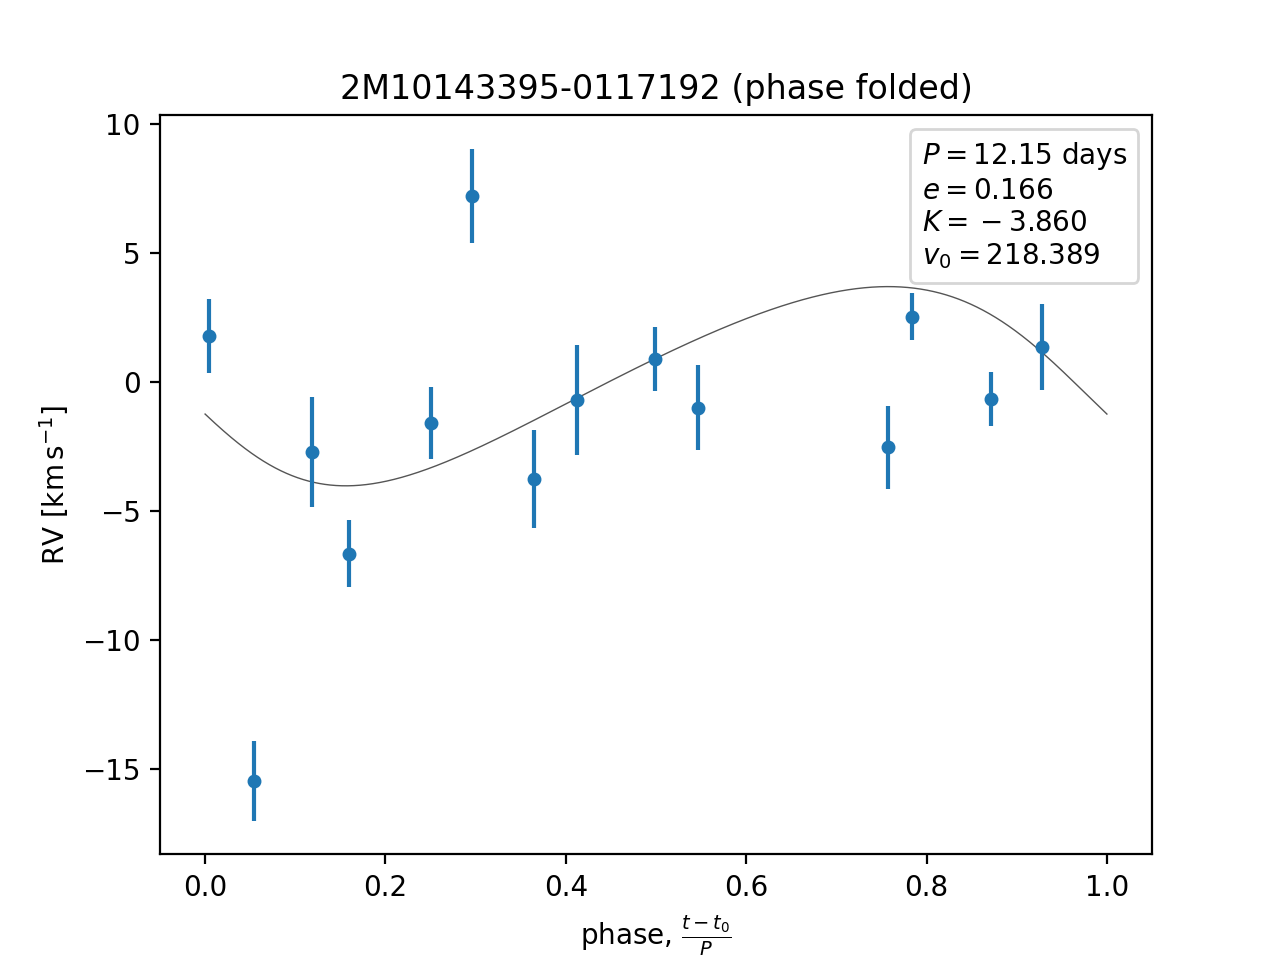 2M10143395-0117192 (phase folded)
P = 12.15 days
e = 0.166
K = −3.860
v₀ = 218.389
RV [km s⁻¹]
10
5
0
−5
−10
−15
0.0 0.2 0.4 0.6 0.8 1.0
phase, (t − t₀)/P